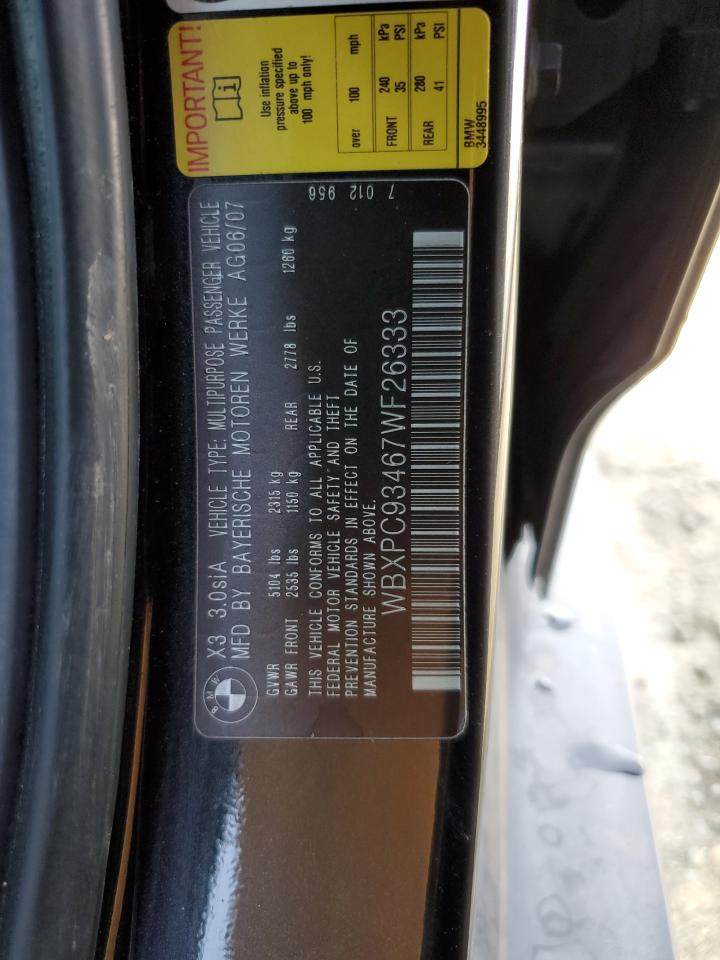 BMW
X3 3.0siA VEHICLE TYPE: MULTIPURPOSE PASSENGER VEHICLE
MFD BY BAYERISCHE MOTOREN WERKE AG06/07
GVWR 5104 lbs 2315 kg
GAWR FRONT 2535 lbs 1150 kg REAR 2778 lbs 1260 kg
THIS VEHICLE CONFORMS TO ALL APPLICABLE U.S.
FEDERAL MOTOR VEHICLE SAFETY AND THEFT
PREVENTION STANDARDS IN EFFECT ON THE DATE OF
MANUFACTURE SHOWN ABOVE.
WBXPC93467WF26333
7 012 956
IMPORTANT!
Use inflation
pressure specified
above up to
100 mph only!
over 100 mph
FRONT 240 kPa
35 PSI
REAR 280 kPa
41 PSI
BMW
3448995